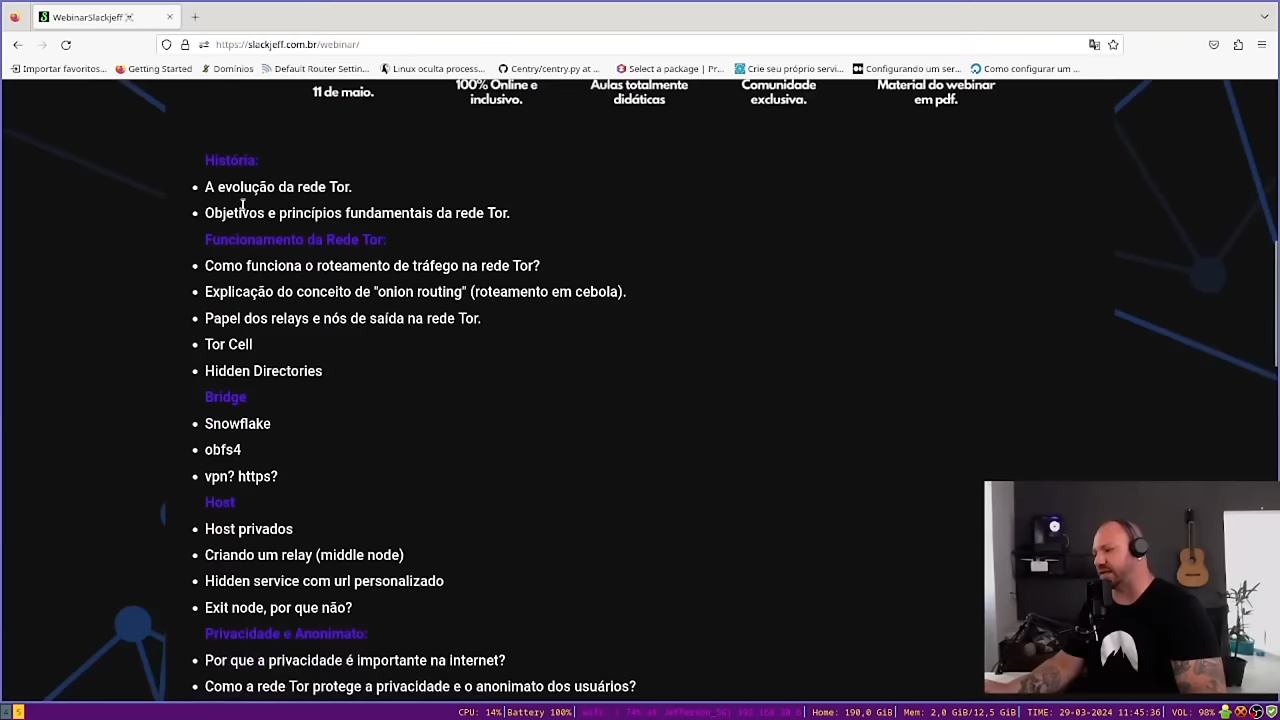 WebinarSlackjeff
https://slackjeff.com.br/webinar/
Importar favoritos...
Getting Started
Domínios
Default Router Settin...
Linux oculta process...
Centry/centry.py at ...
Select a package | Pr...
Crie seu próprio servi...
Configurando um ser...
Como configurar um ...
11 de maio.
100% Online e
inclusivo.
Aulas totalmente
didáticas
Comunidade
exclusiva.
Material do webinar
em pdf.
História:
A evolução da rede Tor.
Objetivos e princípios fundamentais da rede Tor.
Funcionamento da Rede Tor:
Como funciona o roteamento de tráfego na rede Tor?
Explicação do conceito de "onion routing" (roteamento em cebola).
Papel dos relays e nós de saída na rede Tor.
Tor Cell
Hidden Directories
Bridge
Snowflake
obfs4
vpn? https?
Host
Host privados
Criando um relay (middle node)
Hidden service com url personalizado
Exit node, por que não?
Privacidade e Anonimato:
Por que a privacidade é importante na internet?
Como a rede Tor protege a privacidade e o anonimato dos usuários?
4 5 CPU: 14%| Battery 100%| Home: 190,0 GiB| Mem: 2,0 GiB/12,5 GiB| TIME: 29-03-2024 11:45:36| VOL: 98%